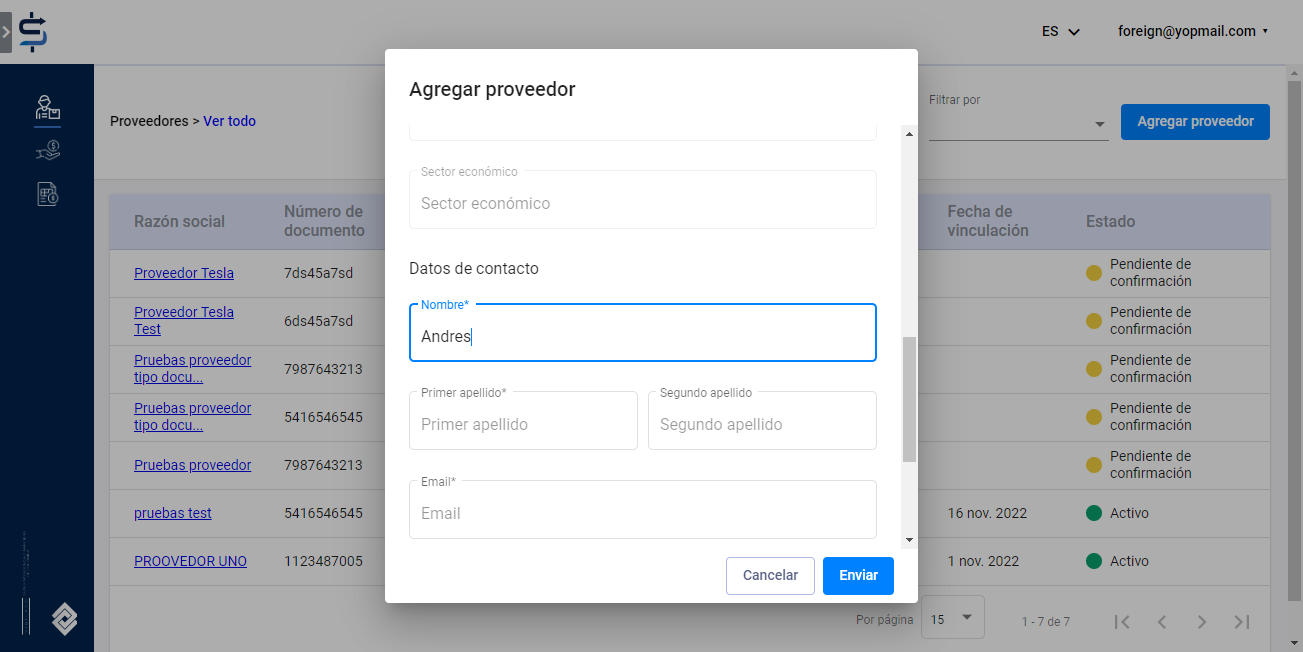 ES
foreign@yopmail.com
Agregar proveedor
Proveedores > Ver todo
Filtrar por
Agregar proveedor
Sector económico
Sector económico
Datos de contacto
Nombre*
Andres
Primer apellido*
Primer apellido
Segundo apellido
Segundo apellido
Email*
Email
Cancelar
Enviar
Razón social
Número de
documento
Fecha de
vinculación
Estado
Proveedor Tesla
7ds45a7sd
Pendiente de
confirmación
Proveedor Tesla
Test
6ds45a7sd
Pendiente de
confirmación
Pruebas proveedor
tipo docu...
7987643213
Pendiente de
confirmación
Pruebas proveedor
tipo docu...
5416546545
Pendiente de
confirmación
Pruebas proveedor
7987643213
Pendiente de
confirmación
pruebas test
5416546545
16 nov. 2022
Activo
PROOVEDOR UNO
1123487005
1 nov. 2022
Activo
Por página
15
1 - 7 de 7